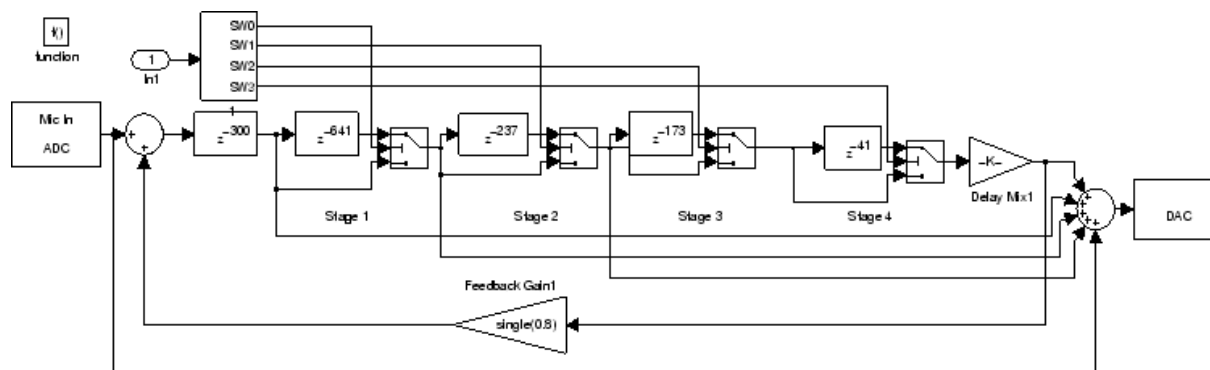 f()
function
1
In1
SW0
SW1
SW2
SW3
1
Mic In
ADC
+
+
z-300
z-641
z-237
z-173
z-41
-K-
Delay Mix1
Stage 1
Stage 2
Stage 3
Stage 4
+
+
+
+
+
DAC
Feedback Gain1
single(0.8)